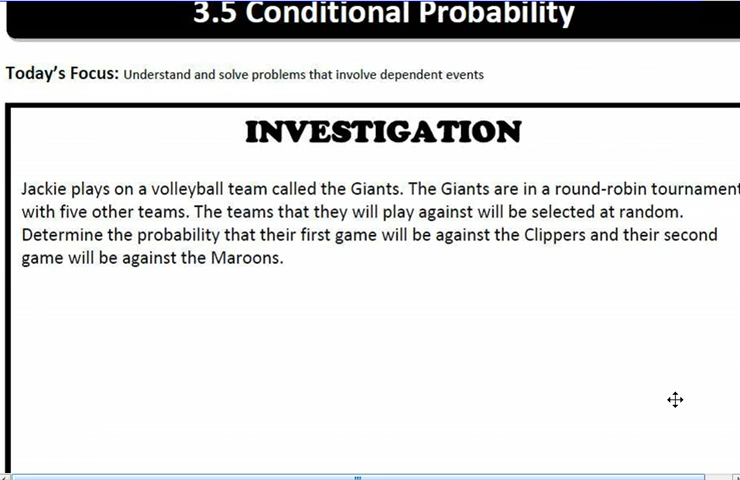 3.5 Conditional Probability
Today's Focus: Understand and solve problems that involve dependent events
INVESTIGATION
Jackie plays on a volleyball team called the Giants. The Giants are in a round-robin tournament
with five other teams. The teams that they will play against will be selected at random.
Determine the probability that their first game will be against the Clippers and their second
game will be against the Maroons.